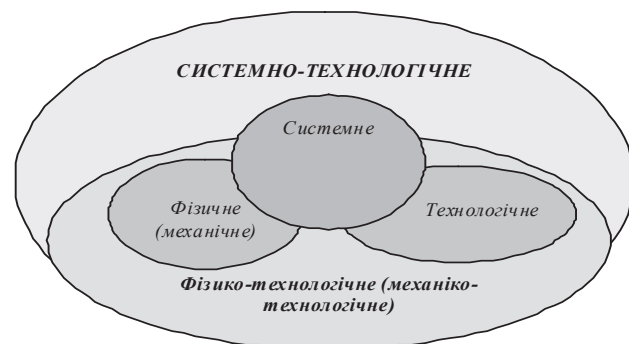 СИСТЕМНО-ТЕХНОЛОГІЧНЕ
Системне
Фізичне
(механічне)
Технологічне
Фізико-технологічне (механіко-
технологічне)